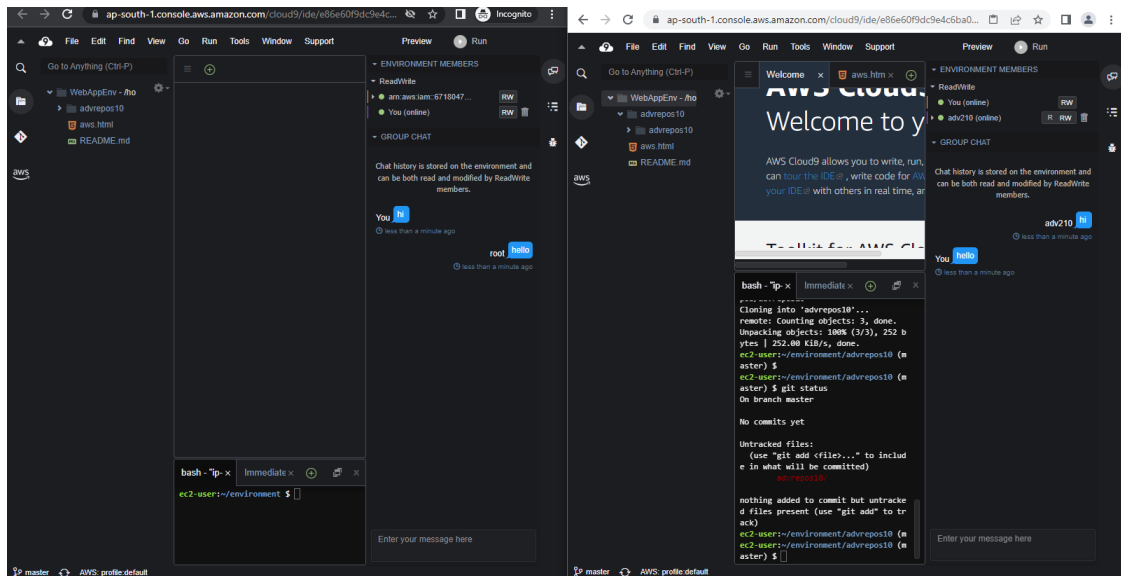 ap-south-1.console.aws.amazon.com/cloud9/ide/e86e60f9dc9e4c...
Incognito
File Edit Find View Go Run Tools Window Support Preview Run
Go to Anything (Ctrl-P)
WebAppEnv - /ho
advrepos10
aws.html
README.md
aws
ENVIRONMENT MEMBERS
ReadWrite
arn:aws:iam::6718047... RW
You (online) RW
GROUP CHAT
Chat history is stored on the environment and
can be both read and modified by ReadWrite
members.
You hi
less than a minute ago
root hello
less than a minute ago
bash - "ip- × Immediate ×
ec2-user:~/environment $
Enter your message here
master AWS: profile:default
ap-south-1.console.aws.amazon.com/cloud9/ide/e86e60f9dc9e4c6ba0...
File Edit Find View Go Run Tools Window Support Preview Run
Go to Anything (Ctrl-P)
WebAppEnv - /ho
advrepos10
advrepos10
aws.html
README.md
aws
Welcome × aws.htm ×
AWS Cloud
Welcome to y
AWS Cloud9 allows you to write, run,
can tour the IDE , write code for AW
your IDE with others in real time, an
Toolkit for AWS Clo
ENVIRONMENT MEMBERS
ReadWrite
You (online) RW
adv210 (online) R RW
GROUP CHAT
Chat history is stored on the environment and
can be both read and modified by ReadWrite
members.
adv210 hi
less than a minute ago
You hello
less than a minute ago
bash - "ip- × Immediate ×
Cloning into 'advrepos10'...
remote: Counting objects: 3, done.
Unpacking objects: 100% (3/3), 252 b
ytes | 252.00 KiB/s, done.
ec2-user:~/environment/advrepos10 (m
aster) $
ec2-user:~/environment/advrepos10 (m
aster) $ git status
On branch master
No commits yet
Untracked files:
(use "git add <file>..." to includ
e in what will be committed)
advrepos10/
nothing added to commit but untracke
d files present (use "git add" to tr
ack)
ec2-user:~/environment/advrepos10 (m
ec2-user:~/environment/advrepos10 (m
aster) $
Enter your message here
master AWS: profile:default